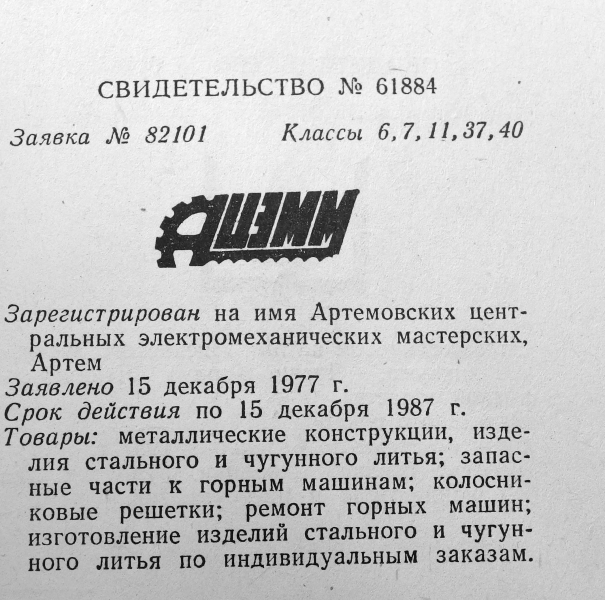 СВИДЕТЕЛЬСТВО № 61884
Заявка № 82101 Классы 6, 7, 11, 37, 40
АЦЭММ
Зарегистрирован на имя Артемовских цент-
ральных электромеханических мастерских,
Артем
Заявлено 15 декабря 1977 г.
Срок действия по 15 декабря 1987 г.
Товары: металлические конструкции, изде-
лия стального и чугунного литья; запас-
ные части к горным машинам; колосни-
ковые решетки; ремонт горных машин;
изготовление изделий стального и чугун-
ного литья по индивидуальным заказам.